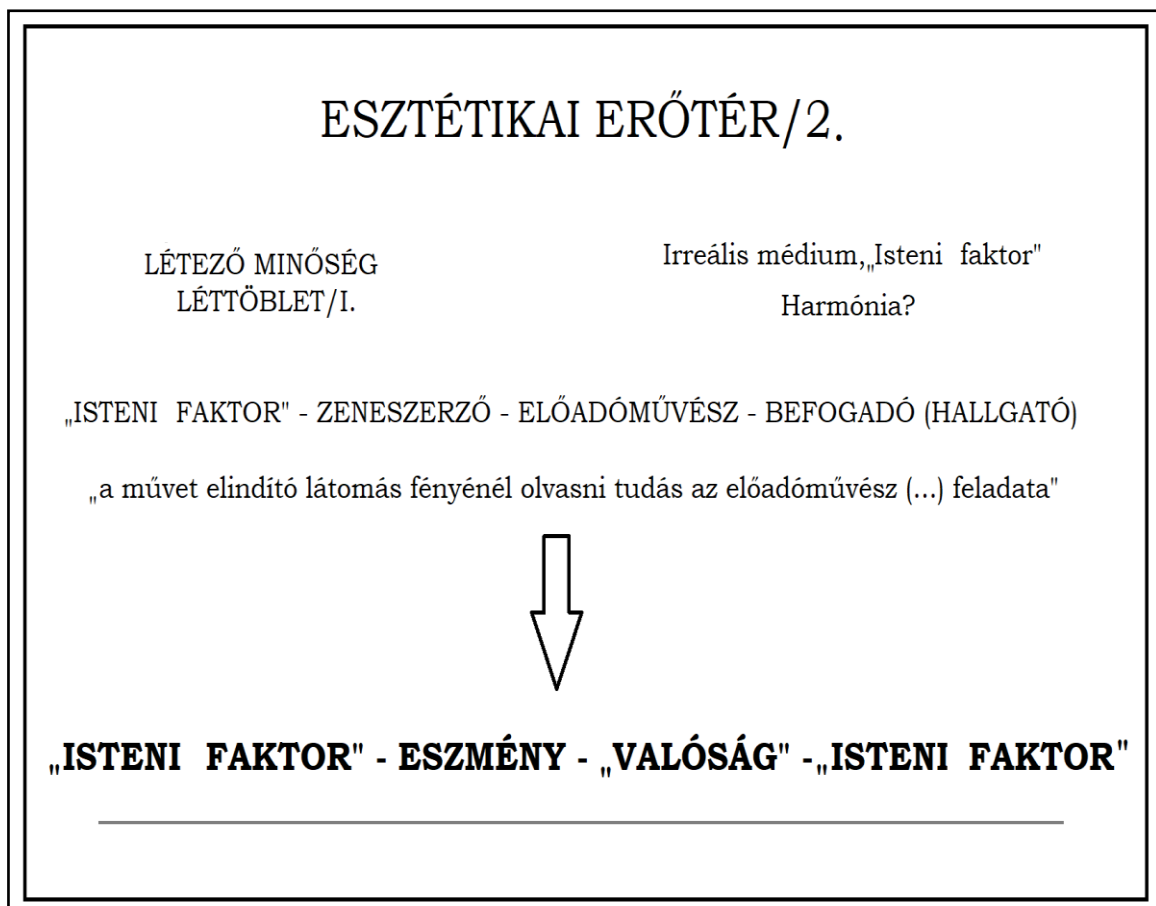 ESZTÉTIKAI ERŐTÉR/2.
LÉTEZŐ MINŐSÉG
LÉTTÖBLET/I.
Irreális médium,„Isteni faktor"
Harmónia?
„ISTENI FAKTOR" - ZENESZERZŐ - ELŐADÓMŰVÉSZ - BEFOGADÓ (HALLGATÓ)
„a művet elindító látomás fényénél olvasni tudás az előadóművész (...) feladata"
„ISTENI FAKTOR" - ESZMÉNY - „VALÓSÁG" -„ISTENI FAKTOR"